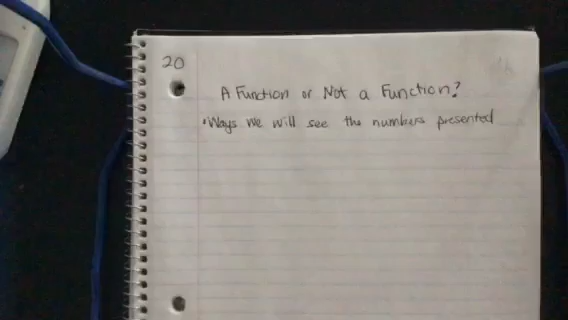 20
A Function or Not a Function?
•Ways we will see the numbers presented